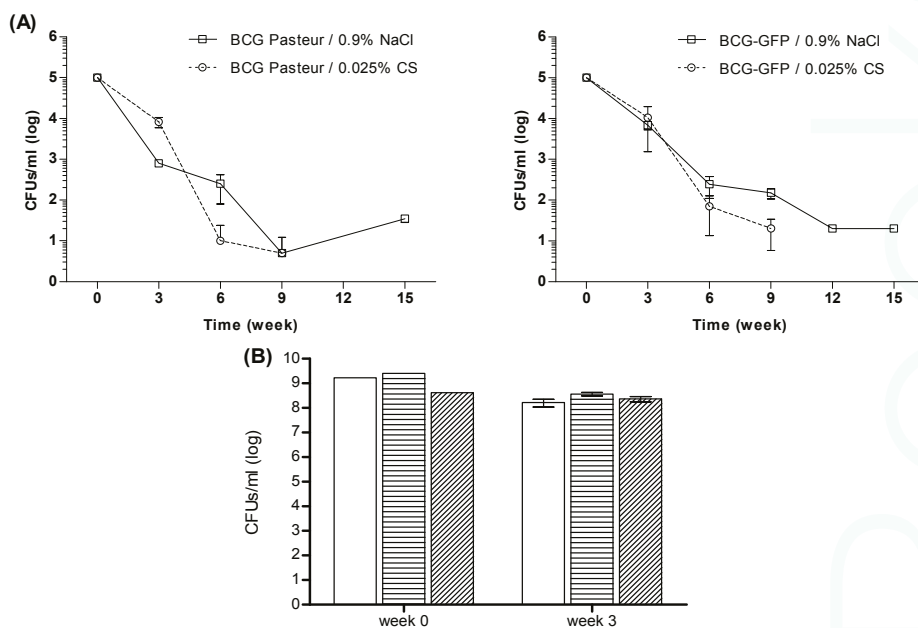 (A)
BCG Pasteur / 0.9% NaCl
BCG Pasteur / 0.025% CS
CFUs/ml (log)
6
5
4
3
2
1
0
0 3 6 9 12 15
Time (week)
BCG-GFP / 0.9% NaCl
BCG-GFP / 0.025% CS
CFUs/ml (log)
6
5
4
3
2
1
0
0 3 6 9 12 15
Time (week)
(B)
CFUs/ml (log)
10
9
8
7
6
5
4
3
2
1
0
week 0 week 3